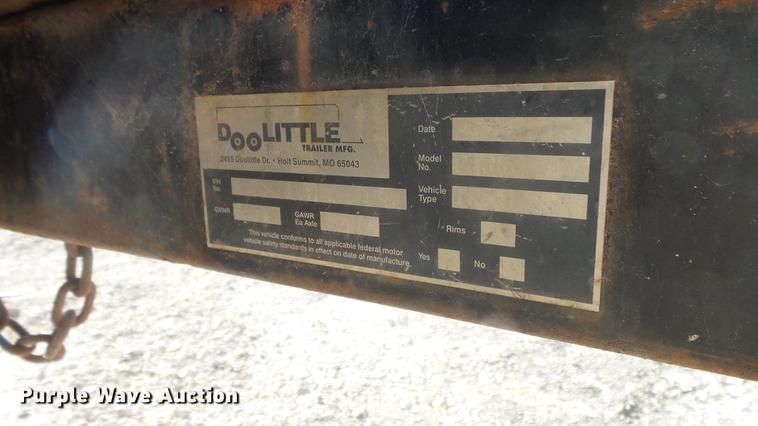 DOOLITTLE
TRAILER MFG.
2455 Doolittle Dr. • Holt Summit, MO 65043
VIN
No.
GVWR
GAWR
Ea Axle
This vehicle conforms to all applicable federal motor
vehicle safety standards in effect on date of manufacture.
Date
Model
No.
Vehicle
Type
Rims
Yes
No
Purple Wave Auction